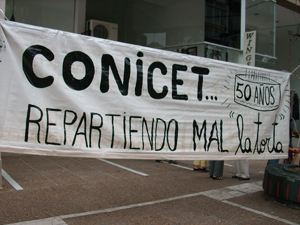 CONiCET...
50 AÑOS
REPARTIENDO MAL "la torta"